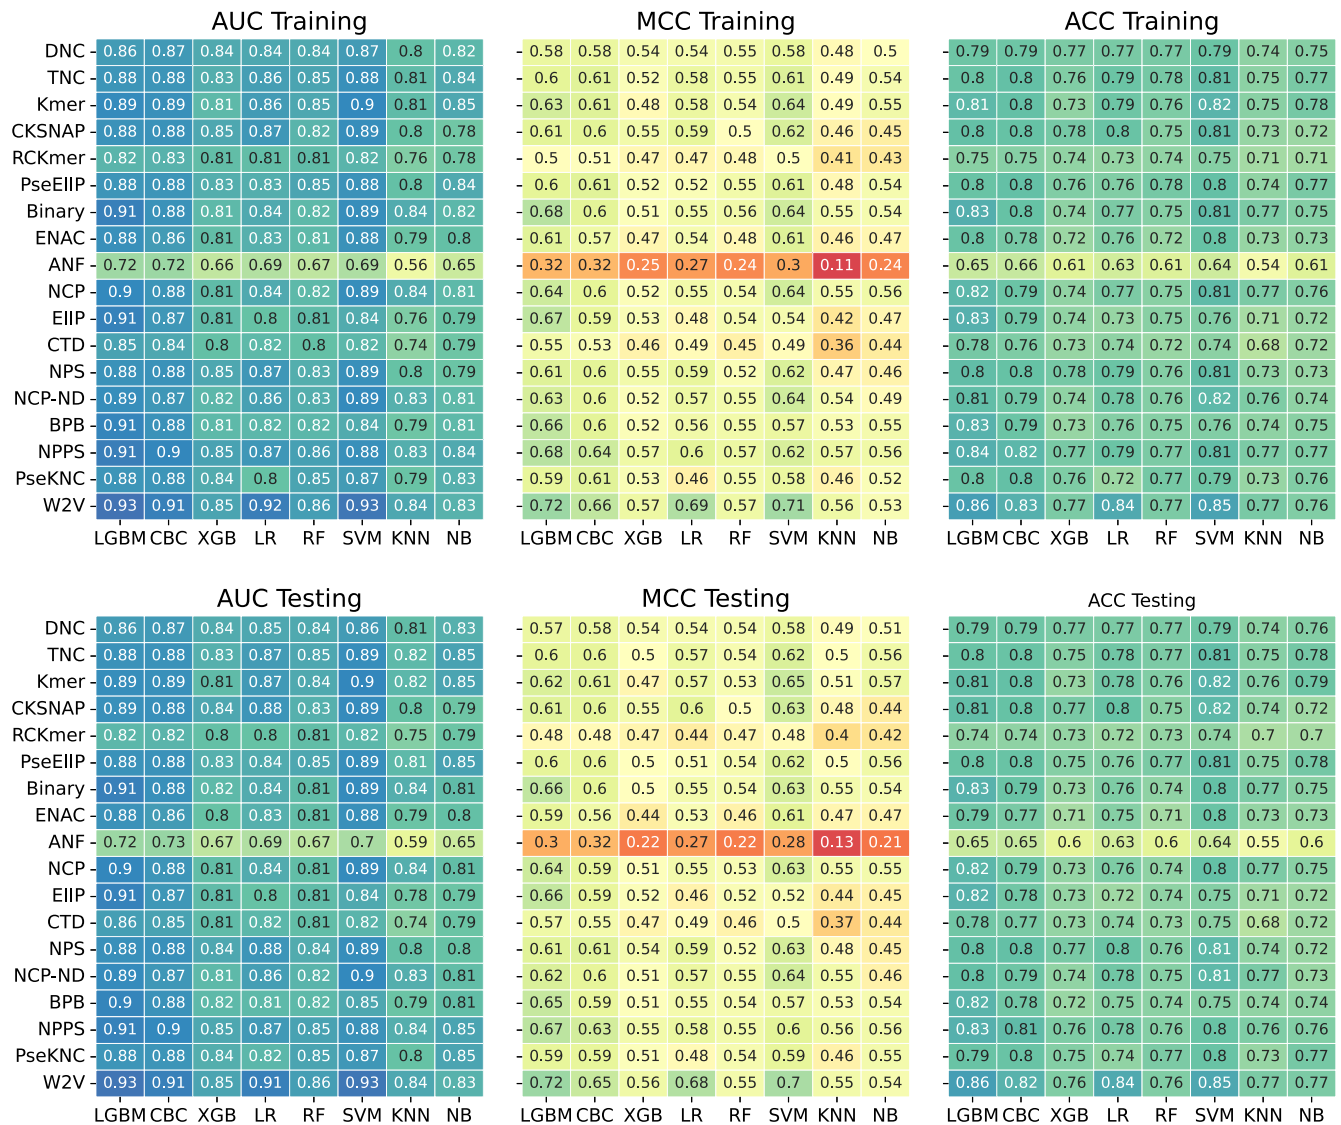 AUC Training MCC Training ACC Training
DNC 0.86 0.87 0.84 0.84 0.84 0.87 0.8 0.82 0.58 0.58 0.54 0.54 0.55 0.58 0.48 0.5 0.79 0.79 0.77 0.77 0.77 0.79 0.74 0.75
TNC 0.88 0.88 0.83 0.86 0.85 0.88 0.81 0.84 0.6 0.61 0.52 0.58 0.55 0.61 0.49 0.54 0.8 0.8 0.76 0.79 0.78 0.81 0.75 0.77
Kmer 0.89 0.89 0.81 0.86 0.85 0.9 0.81 0.85 0.63 0.61 0.48 0.58 0.54 0.64 0.49 0.55 0.81 0.8 0.73 0.79 0.76 0.82 0.75 0.78
CKSNAP 0.88 0.88 0.85 0.87 0.82 0.89 0.8 0.78 0.61 0.6 0.55 0.59 0.5 0.62 0.46 0.45 0.8 0.8 0.78 0.8 0.75 0.81 0.73 0.72
RCKmer 0.82 0.83 0.81 0.81 0.81 0.82 0.76 0.78 0.5 0.51 0.47 0.47 0.48 0.5 0.41 0.43 0.75 0.75 0.74 0.73 0.74 0.75 0.71 0.71
PseEIIP 0.88 0.88 0.83 0.83 0.85 0.88 0.8 0.84 0.6 0.61 0.52 0.52 0.55 0.61 0.48 0.54 0.8 0.8 0.76 0.76 0.78 0.8 0.74 0.77
Binary 0.91 0.88 0.81 0.84 0.82 0.89 0.84 0.82 0.68 0.6 0.51 0.55 0.56 0.64 0.55 0.54 0.83 0.8 0.74 0.77 0.75 0.81 0.77 0.75
ENAC 0.88 0.86 0.81 0.83 0.81 0.88 0.79 0.8 0.61 0.57 0.47 0.54 0.48 0.61 0.46 0.47 0.8 0.78 0.72 0.76 0.72 0.8 0.73 0.73
ANF 0.72 0.72 0.66 0.69 0.67 0.69 0.56 0.65 0.32 0.32 0.25 0.27 0.24 0.3 0.11 0.24 0.65 0.66 0.61 0.63 0.61 0.64 0.54 0.61
NCP 0.9 0.88 0.81 0.84 0.82 0.89 0.84 0.81 0.64 0.6 0.52 0.55 0.54 0.64 0.55 0.56 0.82 0.79 0.74 0.77 0.75 0.81 0.77 0.76
EIIP 0.91 0.87 0.81 0.8 0.81 0.84 0.76 0.79 0.67 0.59 0.53 0.48 0.54 0.54 0.42 0.47 0.83 0.79 0.74 0.73 0.75 0.76 0.71 0.72
CTD 0.85 0.84 0.8 0.82 0.8 0.82 0.74 0.79 0.55 0.53 0.46 0.49 0.45 0.49 0.36 0.44 0.78 0.76 0.73 0.74 0.72 0.74 0.68 0.72
NPS 0.88 0.88 0.85 0.87 0.83 0.89 0.8 0.79 0.61 0.6 0.55 0.59 0.52 0.62 0.47 0.46 0.8 0.8 0.78 0.79 0.76 0.81 0.73 0.73
NCP-ND 0.89 0.87 0.82 0.86 0.83 0.89 0.83 0.81 0.63 0.6 0.52 0.57 0.55 0.64 0.54 0.49 0.81 0.79 0.74 0.78 0.76 0.82 0.76 0.74
BPB 0.91 0.88 0.81 0.82 0.82 0.84 0.79 0.81 0.66 0.6 0.52 0.56 0.55 0.57 0.53 0.55 0.83 0.79 0.75 0.76 0.75 0.76 0.74 0.75
NPPS 0.91 0.9 0.85 0.87 0.86 0.88 0.83 0.84 0.68 0.64 0.57 0.6 0.57 0.62 0.57 0.56 0.84 0.82 0.77 0.79 0.77 0.81 0.77 0.77
PseKNC 0.88 0.88 0.84 0.8 0.85 0.87 0.79 0.83 0.59 0.61 0.53 0.46 0.55 0.58 0.46 0.52 0.8 0.8 0.76 0.72 0.77 0.79 0.73 0.76
W2V 0.93 0.91 0.85 0.92 0.86 0.93 0.84 0.83 0.72 0.66 0.57 0.69 0.57 0.71 0.56 0.53 0.86 0.83 0.77 0.84 0.77 0.85 0.77 0.76
LGBM CBC XGB LR RF SVM KNN NB LGBM CBC XGB LR RF SVM KNN NB LGBM CBC XGB LR RF SVM KNN NB
AUC Testing MCC Testing ACC Testing
DNC 0.86 0.87 0.84 0.85 0.84 0.86 0.81 0.83 0.57 0.58 0.54 0.54 0.54 0.58 0.49 0.51 0.79 0.79 0.77 0.77 0.77 0.79 0.74 0.76
TNC 0.88 0.88 0.83 0.87 0.85 0.89 0.82 0.85 0.6 0.6 0.5 0.57 0.54 0.62 0.5 0.56 0.8 0.8 0.75 0.78 0.77 0.81 0.75 0.78
Kmer 0.89 0.89 0.81 0.87 0.84 0.9 0.82 0.85 0.62 0.61 0.47 0.57 0.53 0.65 0.51 0.57 0.81 0.8 0.73 0.78 0.76 0.82 0.76 0.79
CKSNAP 0.89 0.88 0.84 0.88 0.83 0.89 0.8 0.79 0.61 0.6 0.55 0.6 0.5 0.63 0.48 0.44 0.81 0.8 0.77 0.8 0.75 0.82 0.74 0.72
RCKmer 0.82 0.82 0.8 0.8 0.81 0.82 0.75 0.79 0.48 0.48 0.47 0.44 0.47 0.48 0.4 0.42 0.74 0.74 0.73 0.72 0.73 0.74 0.7 0.7
PseEIIP 0.88 0.88 0.83 0.84 0.85 0.89 0.81 0.85 0.6 0.6 0.5 0.51 0.54 0.62 0.5 0.56 0.8 0.8 0.75 0.76 0.77 0.81 0.75 0.78
Binary 0.91 0.88 0.82 0.84 0.81 0.89 0.84 0.81 0.66 0.6 0.5 0.55 0.54 0.63 0.55 0.54 0.83 0.79 0.73 0.76 0.74 0.8 0.77 0.75
ENAC 0.88 0.86 0.8 0.83 0.81 0.88 0.79 0.8 0.59 0.56 0.44 0.53 0.46 0.61 0.47 0.47 0.79 0.77 0.71 0.75 0.71 0.8 0.73 0.73
ANF 0.72 0.73 0.67 0.69 0.67 0.7 0.59 0.65 0.3 0.32 0.22 0.27 0.22 0.28 0.13 0.21 0.65 0.65 0.6 0.63 0.6 0.64 0.55 0.6
NCP 0.9 0.88 0.81 0.84 0.81 0.89 0.84 0.81 0.64 0.59 0.51 0.55 0.53 0.63 0.55 0.55 0.82 0.79 0.73 0.76 0.74 0.8 0.77 0.75
EIIP 0.91 0.87 0.81 0.8 0.81 0.84 0.78 0.79 0.66 0.59 0.52 0.46 0.52 0.52 0.44 0.45 0.82 0.78 0.73 0.72 0.74 0.75 0.71 0.72
CTD 0.86 0.85 0.81 0.82 0.81 0.82 0.74 0.79 0.57 0.55 0.47 0.49 0.46 0.5 0.37 0.44 0.78 0.77 0.73 0.74 0.73 0.75 0.68 0.72
NPS 0.88 0.88 0.84 0.88 0.84 0.89 0.8 0.8 0.61 0.61 0.54 0.59 0.52 0.63 0.48 0.45 0.8 0.8 0.77 0.8 0.76 0.81 0.74 0.72
NCP-ND 0.89 0.87 0.81 0.86 0.82 0.9 0.83 0.81 0.62 0.6 0.51 0.57 0.55 0.64 0.55 0.46 0.8 0.79 0.74 0.78 0.75 0.81 0.77 0.73
BPB 0.9 0.88 0.82 0.81 0.82 0.85 0.79 0.81 0.65 0.59 0.51 0.55 0.54 0.57 0.53 0.54 0.82 0.78 0.72 0.75 0.74 0.75 0.74 0.74
NPPS 0.91 0.9 0.85 0.87 0.85 0.88 0.84 0.85 0.67 0.63 0.55 0.58 0.55 0.6 0.56 0.56 0.83 0.81 0.76 0.78 0.76 0.8 0.76 0.76
PseKNC 0.88 0.88 0.84 0.82 0.85 0.87 0.8 0.85 0.59 0.59 0.51 0.48 0.54 0.59 0.46 0.55 0.79 0.8 0.75 0.74 0.77 0.8 0.73 0.77
W2V 0.93 0.91 0.85 0.91 0.86 0.93 0.84 0.83 0.72 0.65 0.56 0.68 0.55 0.7 0.55 0.54 0.86 0.82 0.76 0.84 0.76 0.85 0.77 0.77
LGBM CBC XGB LR RF SVM KNN NB LGBM CBC XGB LR RF SVM KNN NB LGBM CBC XGB LR RF SVM KNN NB